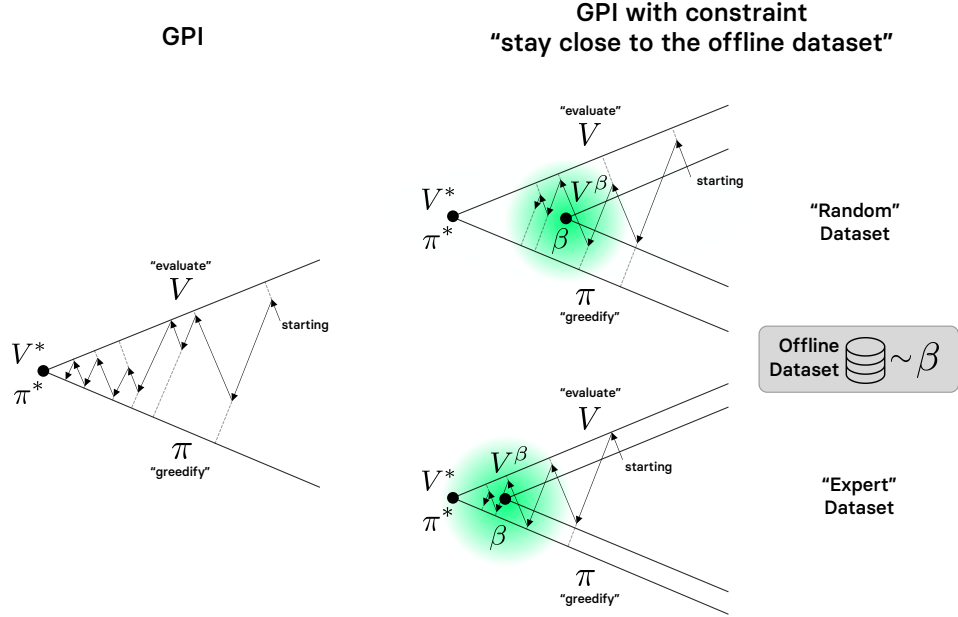 GPI
GPI with constraint
“stay close to the offline dataset”
“evaluate”
V
starting
V*
π*
π
“greedify”
“evaluate”
V
starting
V*
π*
V^β
β
π
“greedify”
“Random”
Dataset
Offline
Dataset ~ β
“evaluate”
V
starting
V*
π*
V^β
β
π
“greedify”
“Expert”
Dataset